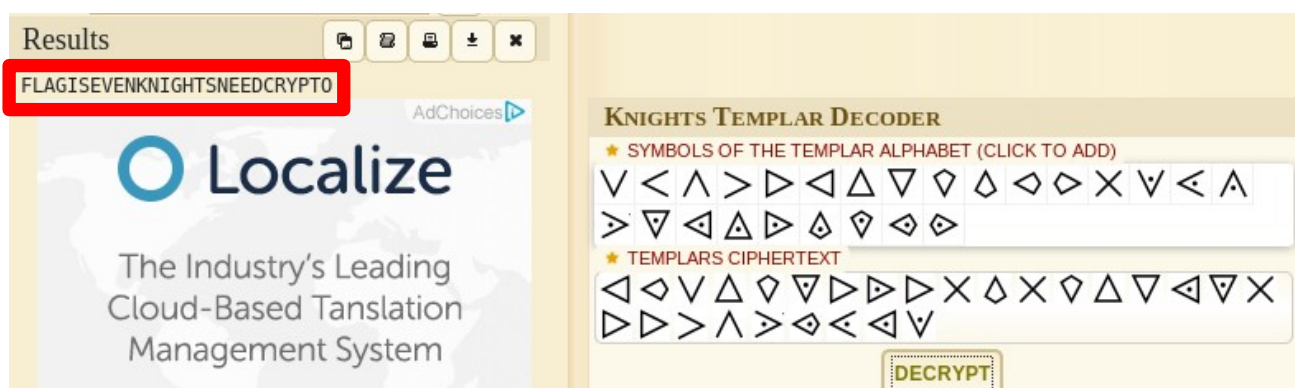 Results
FLAGISEVENKNIGHTSNEEDCRYPTO
AdChoices
Localize
The Industry's Leading
Cloud-Based Tanslation
Management System
KNIGHTS TEMPLAR DECODER
★ SYMBOLS OF THE TEMPLAR ALPHABET (CLICK TO ADD)
★ TEMPLARS CIPHERTEXT
DECRYPT